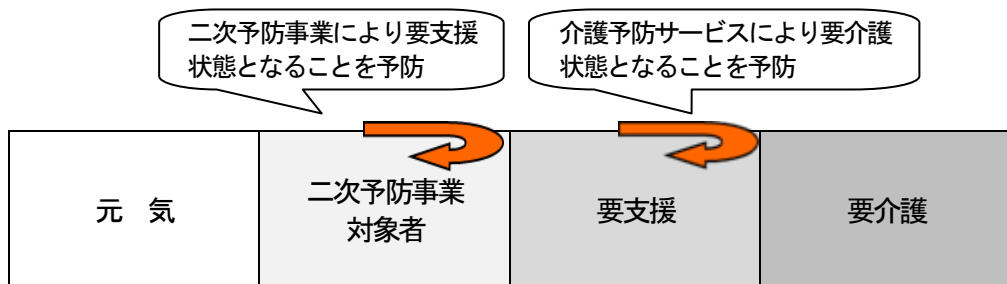 二次予防事業により要支援
状態となることを予防
介護予防サービスにより要介護
状態となることを予防
元　気
二次予防事業
対象者
要支援
要介護